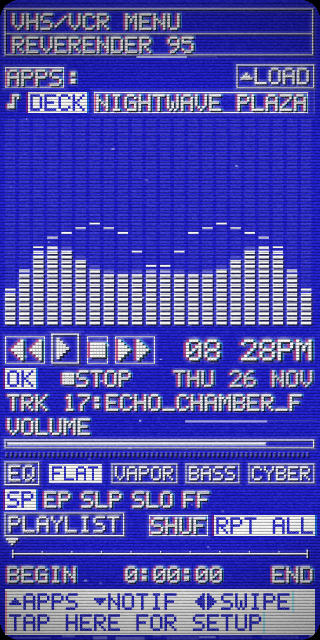 VHS/VCR MENU
REVERENDER 95
APPS: LOAD
DECK NIGHTWAVE PLAZA
08 28PM
OK STOP THU 26 NOV
TRK 17:ECHO_CHAMBER_F
VOLUME
EQ FLAT VAPOR BASS CYBER
SP EP SLP SLO FF
PLAYLIST SHUF RPT ALL
BEGIN 0:00:00 END
APPS NOTIF SWIPE
TAP HERE FOR SETUP